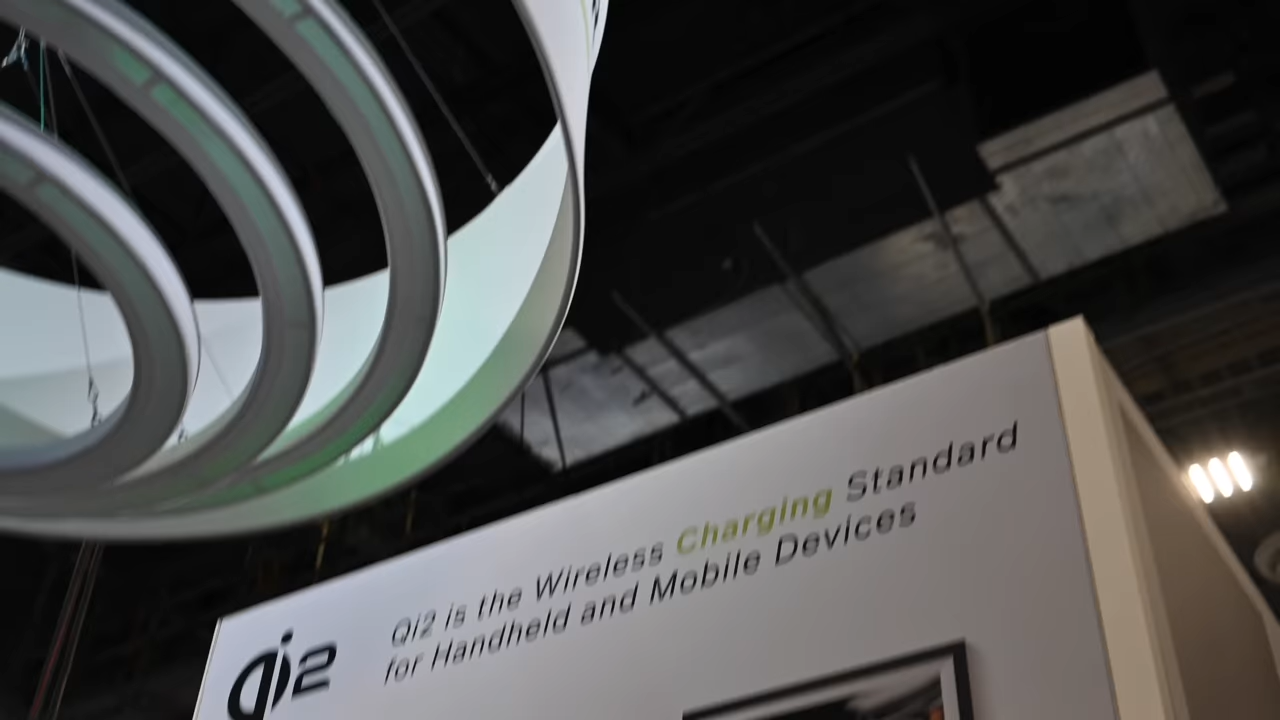 Qi2 is the Wireless Charging Standard
for Handheld and Mobile Devices
Qi2